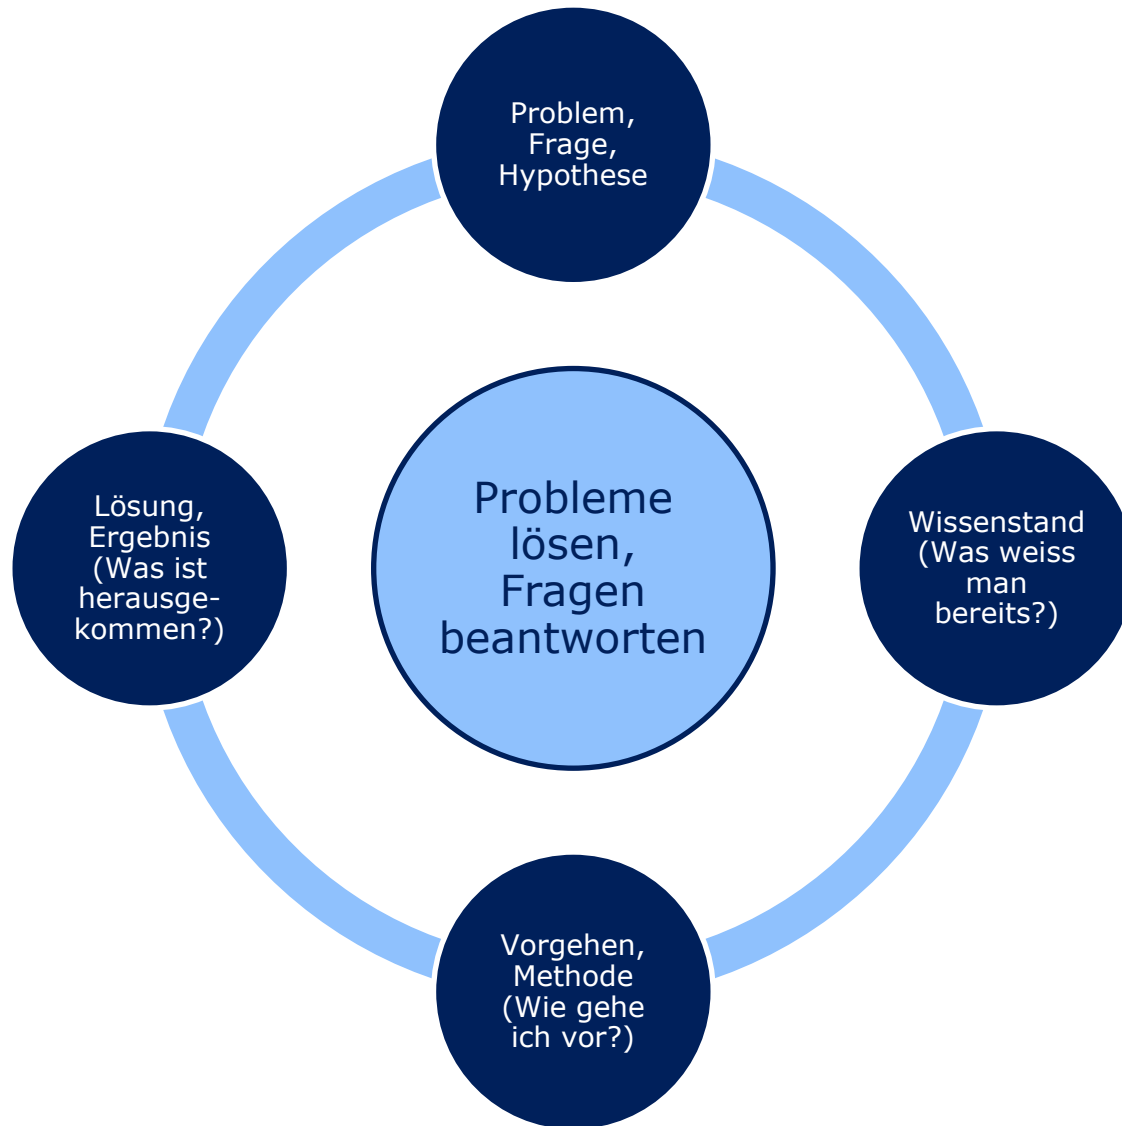 Problem,
Frage,
Hypothese
Wissenstand
(Was weiss
man
bereits?)
Vorgehen,
Methode
(Wie gehe
ich vor?)
Lösung,
Ergebnis
(Was ist
herausge-
kommen?)
Probleme
lösen,
Fragen
beantworten